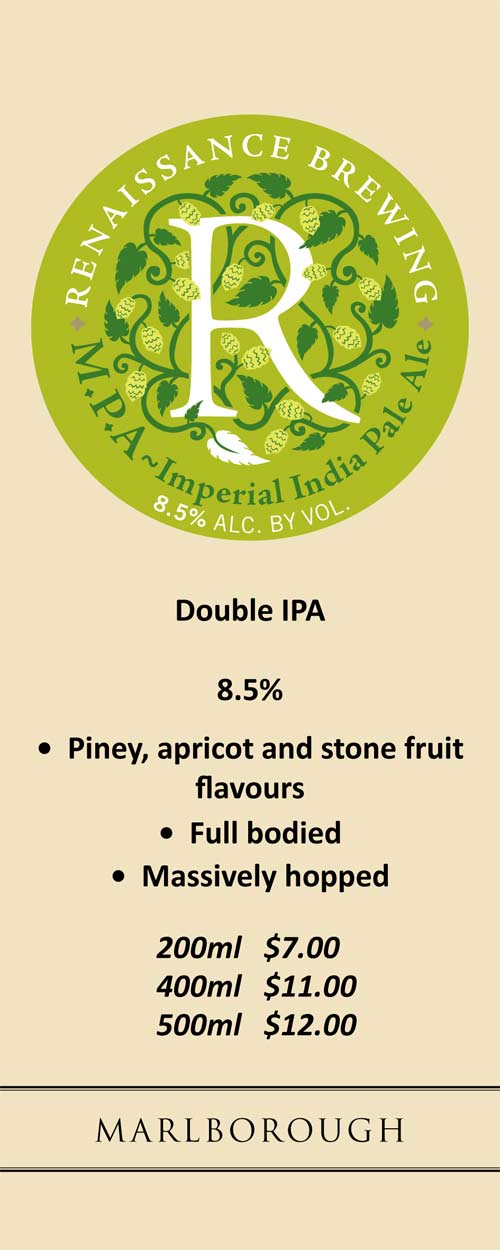 RENAISSANCE BREWING
R
M.P.A~Imperial India Pale Ale
8.5% ALC. BY VOL.
Double IPA
8.5%
• Piney, apricot and stone fruit
flavours
• Full bodied
• Massively hopped
200ml $7.00
400ml $11.00
500ml $12.00
MARLBOROUGH